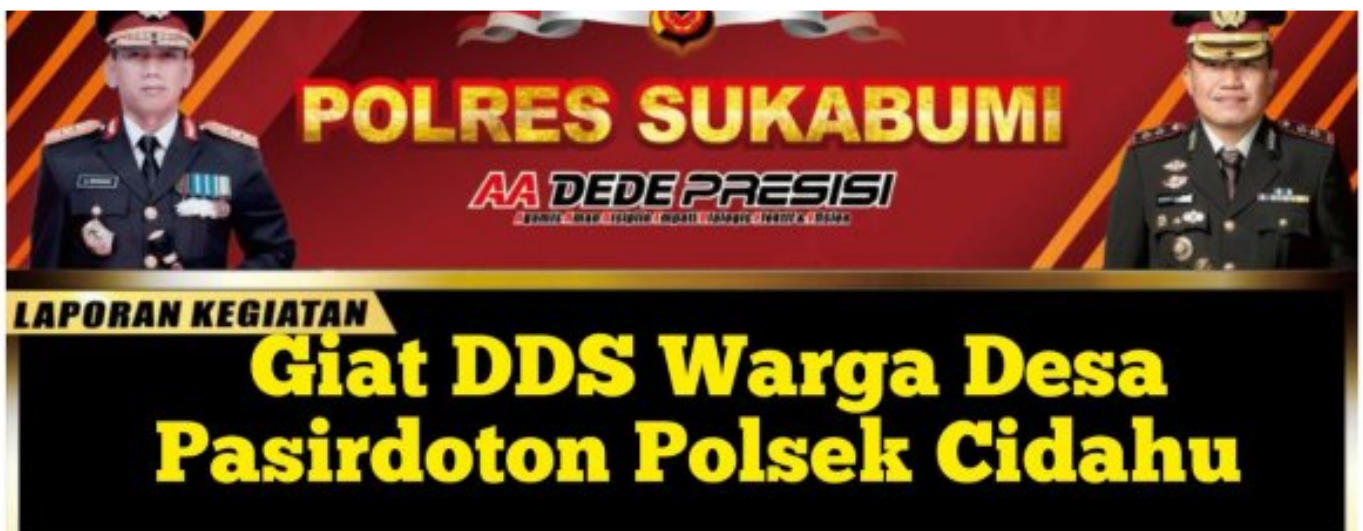 POLRES SUKABUMI
AA DEDE PRESISI
LAPORAN KEGIATAN
Giat DDS Warga Desa
Pasirdoton Polsek Cidahu